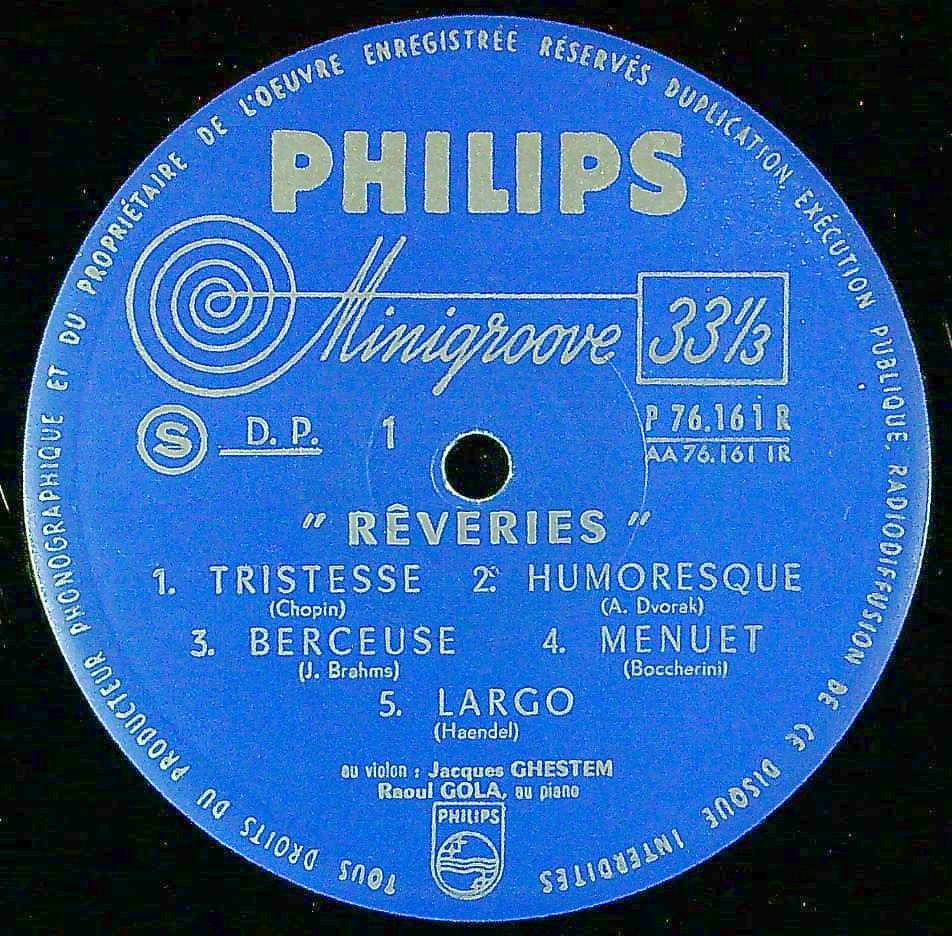 TOUS DROITS DU PRODUCTEUR PHONOGRAPHIQUE ET DU PROPRIÉTAIRE DE L'OEUVRE ENREGISTRÉE RÉSERVÉS DUPLICATION EXÉCUTION PUBLIQUE, RADIODIFFUSION DE CE DISQUE INTERDITES
PHILIPS
Minigroove 33 1/3
S D. P. 1 P 76.161 R
AA 76.161 1R
" RÊVERIES "
1. TRISTESSE 2. HUMORESQUE
(Chopin) (A. Dvorak)
3. BERCEUSE 4. MENUET
(J. Brahms) (Boccherini)
5. LARGO
(Haendel)
au violon : Jacques GHESTEM
Raoul GOLA, au piano
PHILIPS